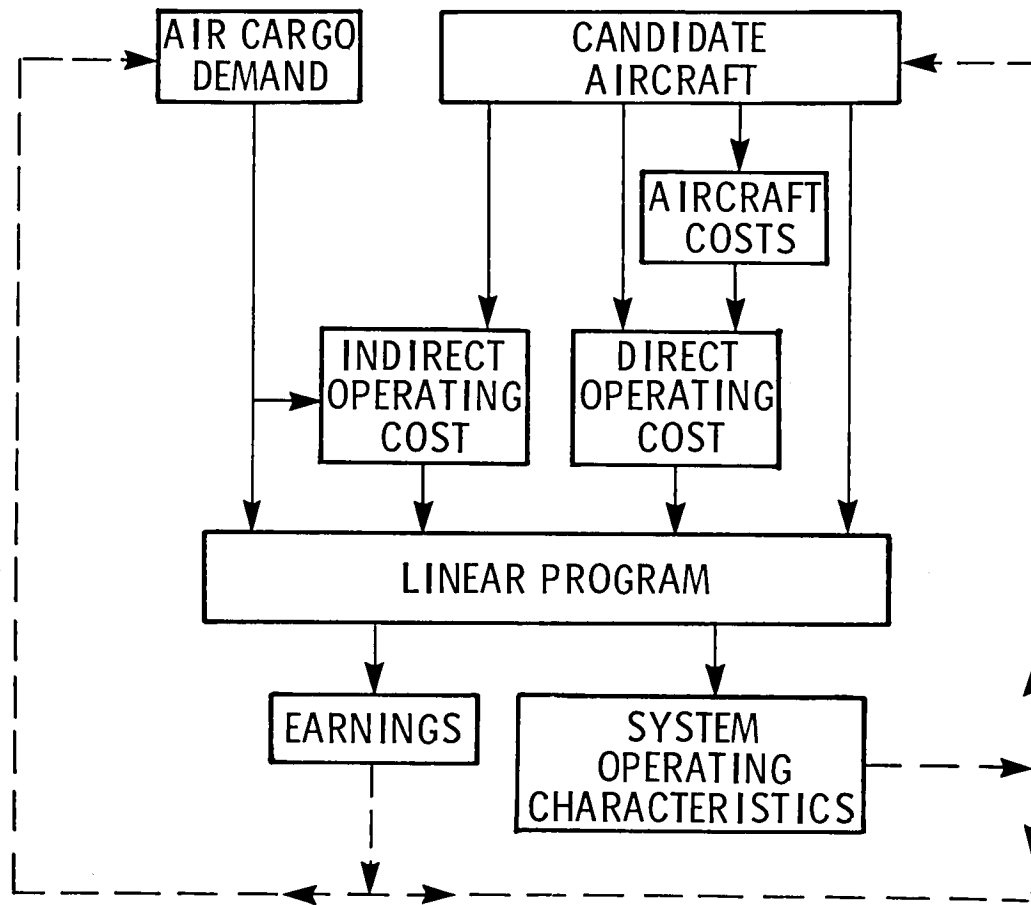 AIR CARGO
DEMAND
CANDIDATE
AIRCRAFT
AIRCRAFT
COSTS
INDIRECT
OPERATING
COST
DIRECT
OPERATING
COST
LINEAR PROGRAM
EARNINGS
SYSTEM
OPERATING
CHARACTERISTICS